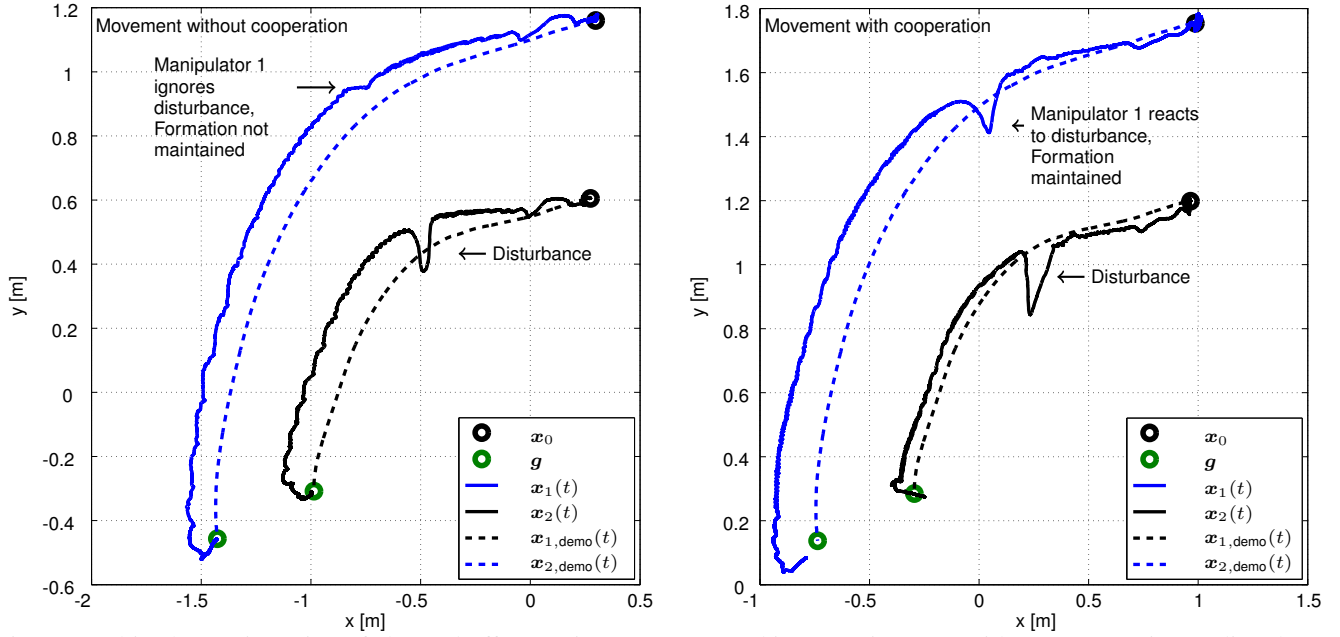 Movement without cooperation
Manipulator 1
ignores
disturbance,
Formation not
maintained
Disturbance
1.2
1
0.8
0.6
0.4
0.2
0
-0.2
-0.4
-0.6
y [m]
-2
-1.5
-1
-0.5
0
0.5
x [m]
x₀
g
x₁(t)
x₂(t)
x₁,demo(t)
x₂,demo(t)
Movement with cooperation
Manipulator 1 reacts
to disturbance,
Formation
maintained
Disturbance
1.8
1.6
1.4
1.2
1
0.8
0.6
0.4
0.2
0
y [m]
-1
-0.5
0
0.5
1
1.5
x [m]
x₀
g
x₁(t)
x₂(t)
x₁,demo(t)
x₂,demo(t)